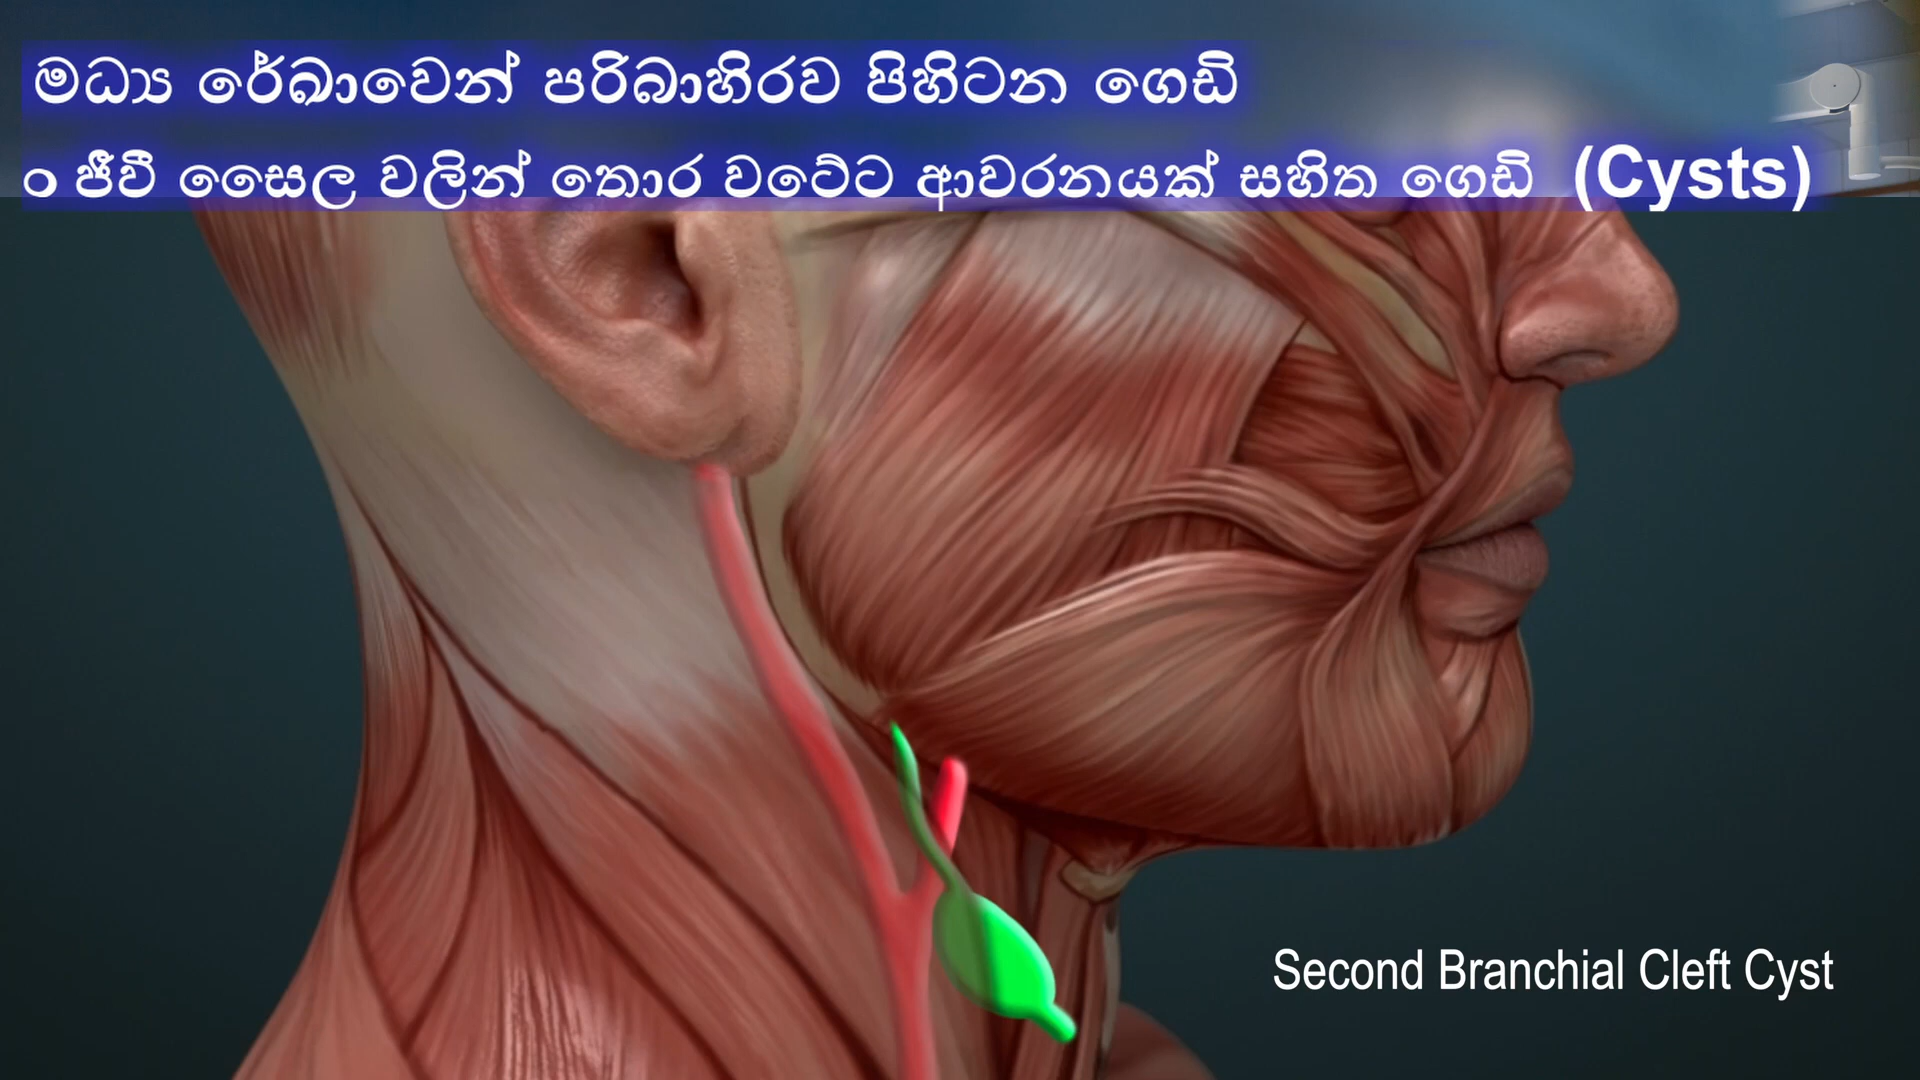 මධ්‍ය රේඛාවෙන් පරිබාහිරව පිහිටන ගෙඩි
o ජීවී සෛල වලින් තොර වටේට ආවරනයක් සහිත ගෙඩි (Cysts)
Second Branchial Cleft Cyst